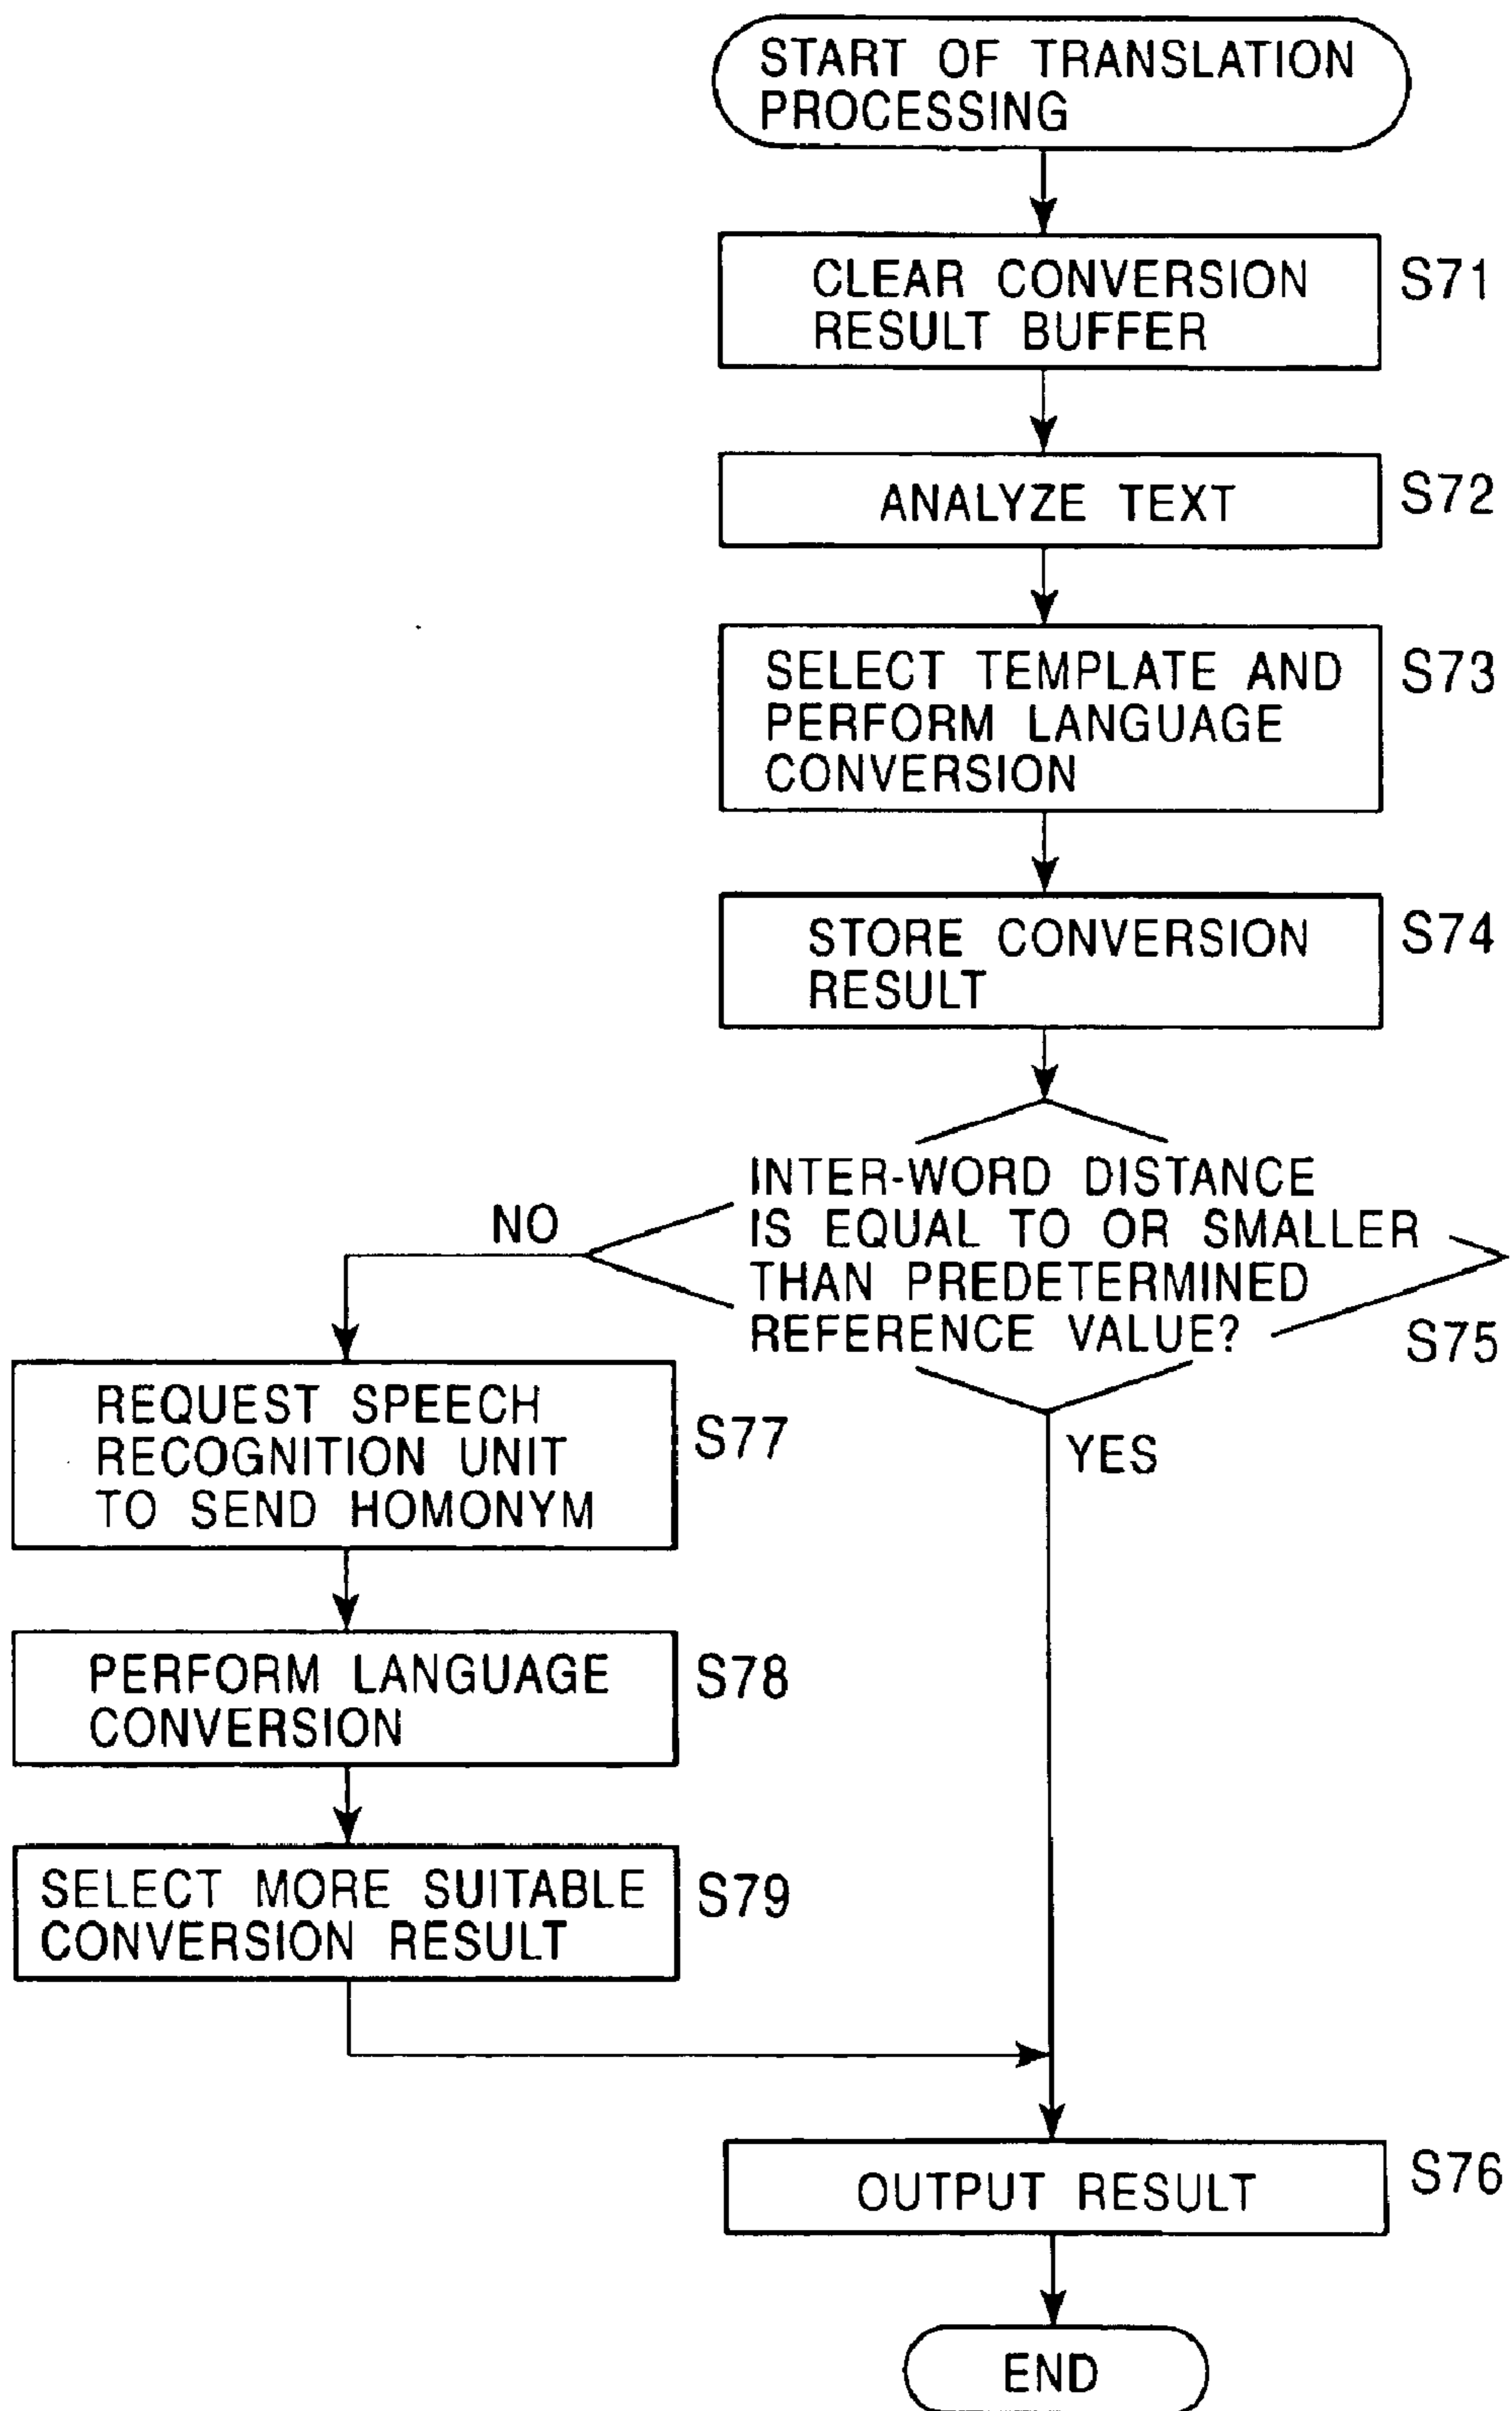 START OF TRANSLATION
PROCESSING
CLEAR CONVERSION
RESULT BUFFER
S71
ANALYZE TEXT
S72
SELECT TEMPLATE AND
PERFORM LANGUAGE
CONVERSION
S73
STORE CONVERSION
RESULT
S74
INTER-WORD DISTANCE
IS EQUAL TO OR SMALLER
THAN PREDETERMINED
REFERENCE VALUE?
S75
NO
YES
REQUEST SPEECH
RECOGNITION UNIT
TO SEND HOMONYM
S77
PERFORM LANGUAGE
CONVERSION
S78
SELECT MORE SUITABLE
CONVERSION RESULT
S79
OUTPUT RESULT
S76
END